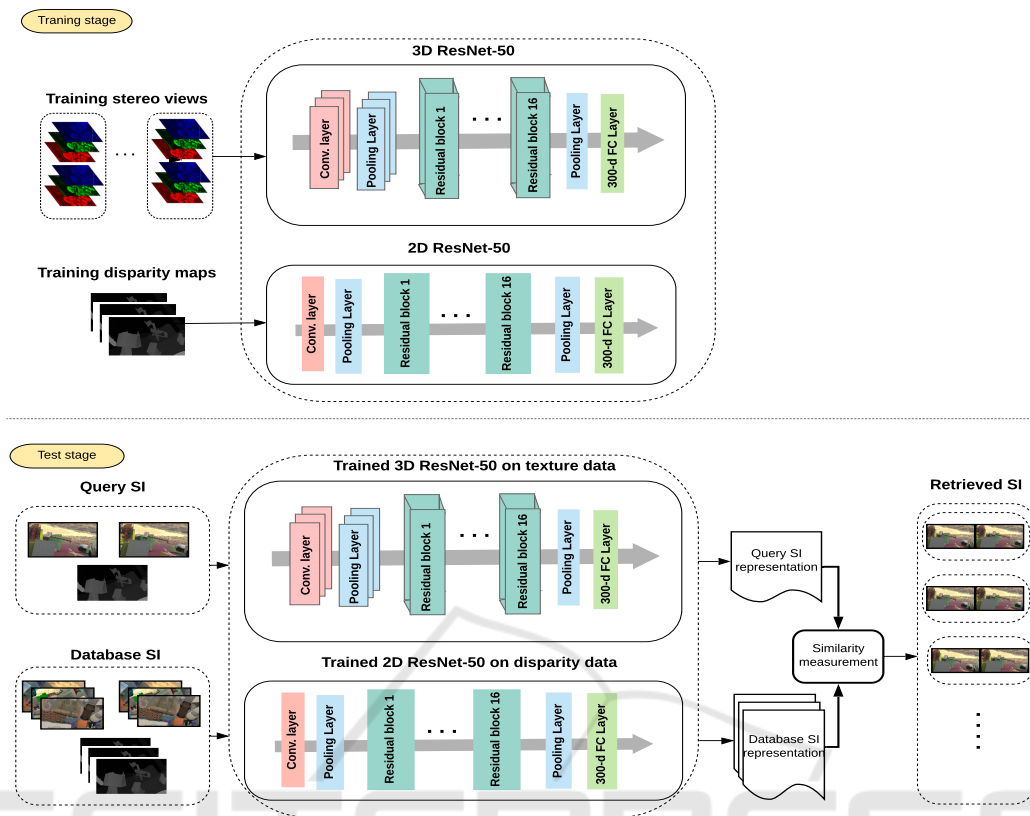 Traning stage
3D ResNet-50
Training stereo views
Conv. layer
Pooling Layer
Residual block 1
. . .
Residual block 16
Pooling Layer
300-d FC Layer
. . .
2D ResNet-50
Training disparity maps
Conv. layer
Pooling Layer
Residual block 1
. . .
Residual block 16
Pooling Layer
300-d FC Layer
Test stage
Trained 3D ResNet-50 on texture data
Query SI
Retrieved SI
Conv. layer
Pooling Layer
Residual block 1
. . .
Residual block 16
Pooling Layer
300-d FC Layer
Query SI
representation
Similarity
measurement
Database SI
Trained 2D ResNet-50 on disparity data
Conv. layer
Pooling Layer
Residual block 1
. . .
Residual block 16
Pooling Layer
300-d FC Layer
Database SI
representation